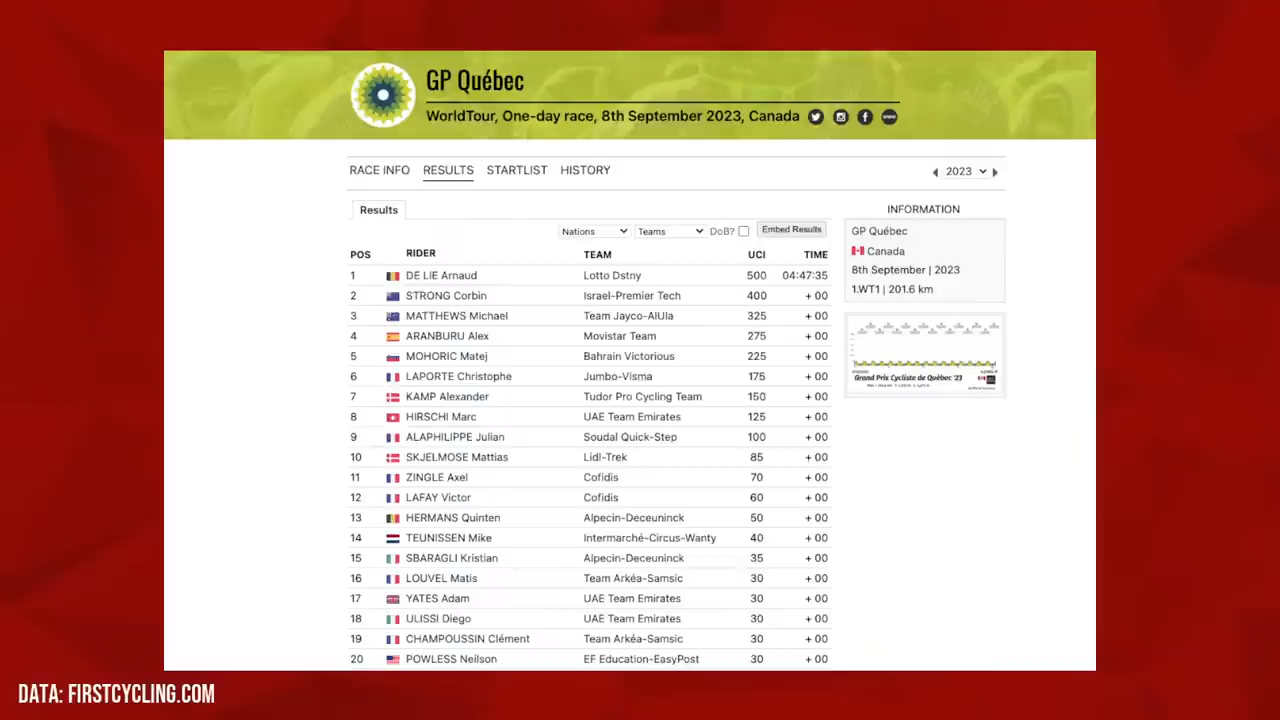 GP Québec
WorldTour, One-day race, 8th September 2023, Canada
RACE INFO RESULTS STARTLIST HISTORY 2023
Results
Nations Teams DoB? Embed Results
POS RIDER TEAM UCI TIME
1 DE LIE Arnaud Lotto Dstny 500 04:47:35
2 STRONG Corbin Israel-Premier Tech 400 + 00
3 MATTHEWS Michael Team Jayco-AlUla 325 + 00
4 ARANBURU Alex Movistar Team 275 + 00
5 MOHORIC Matej Bahrain Victorious 225 + 00
6 LAPORTE Christophe Jumbo-Visma 175 + 00
7 KAMP Alexander Tudor Pro Cycling Team 150 + 00
8 HIRSCHI Marc UAE Team Emirates 125 + 00
9 ALAPHILIPPE Julian Soudal Quick-Step 100 + 00
10 SKJELMOSE Mattias Lidl-Trek 85 + 00
11 ZINGLE Axel Cofidis 70 + 00
12 LAFAY Victor Cofidis 60 + 00
13 HERMANS Quinten Alpecin-Deceuninck 50 + 00
14 TEUNISSEN Mike Intermarché-Circus-Wanty 40 + 00
15 SBARAGLI Kristian Alpecin-Deceuninck 35 + 00
16 LOUVEL Matis Team Arkéa-Samsic 30 + 00
17 YATES Adam UAE Team Emirates 30 + 00
18 ULISSI Diego UAE Team Emirates 30 + 00
19 CHAMPOUSSIN Clément Team Arkéa-Samsic 30 + 00
20 POWLESS Neilson EF Education-EasyPost 30 + 00
INFORMATION
GP Québec
Canada
8th September | 2023
1.WT1 | 201.6 km
Grand Prix Cycliste de Québec '23
DATA: FIRSTCYCLING.COM